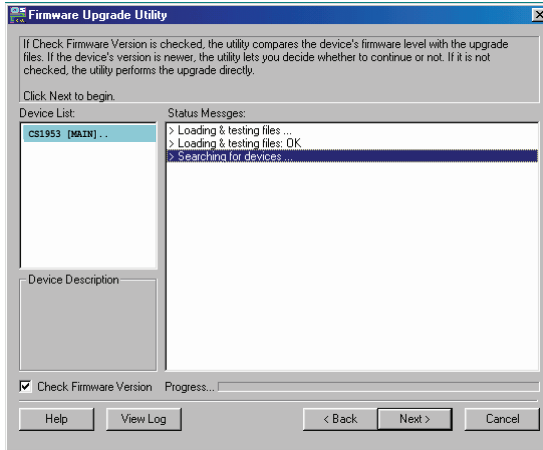 Firmware Upgrade Utility
If Check Firmware Version is checked, the utility compares the device's firmware level with the upgrade
files. If the device's version is newer, the utility lets you decide whether to continue or not. If it is not
checked, the utility performs the upgrade directly.
Click Next to begin.
Device List:
CS1953 [MAIN]..
Status Messges:
> Loading & testing files ...
> Loading & testing files: OK
> Searching for devices ...
Device Description
Check Firmware Version
Progress...
Help
View Log
< Back
Next >
Cancel